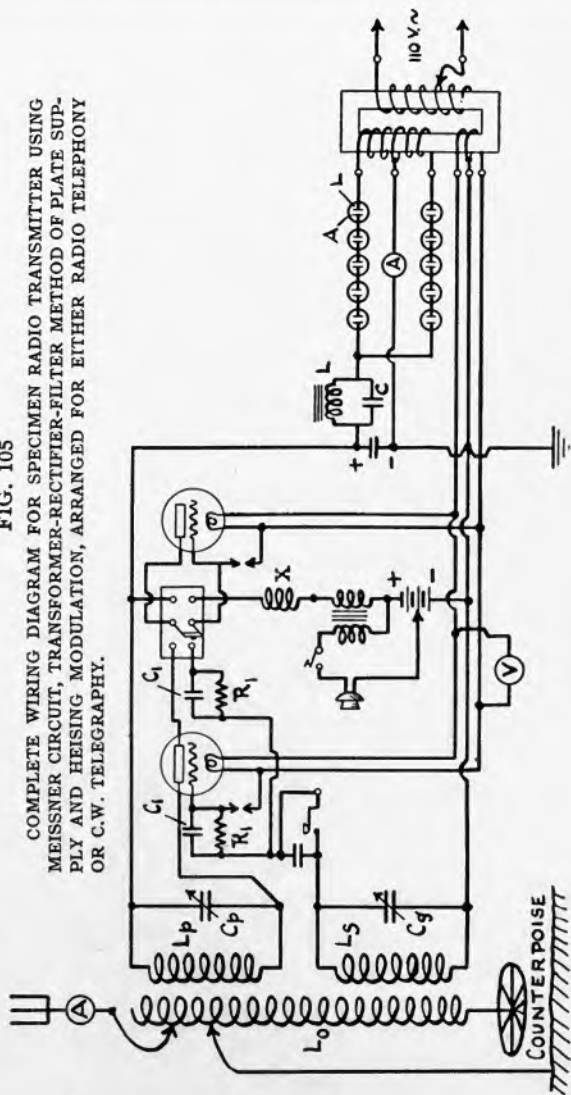 FIG. 105
COMPLETE WIRING DIAGRAM FOR SPECIMEN RADIO TRANSMITTER USING
MEISSNER CIRCUIT, TRANSFORMER-RECTIFIER-FILTER METHOD OF PLATE SUP-
PLY AND HEISING MODULATION, ARRANGED FOR EITHER RADIO TELEPHONY
OR C.W. TELEGRAPHY.
A
Lo
COUNTERPOISE
Lp
Cp
Lg
Cg
C1
R1
C1
R1
X
+
-
V
+
-
L
C
A
L
A
110 V.~